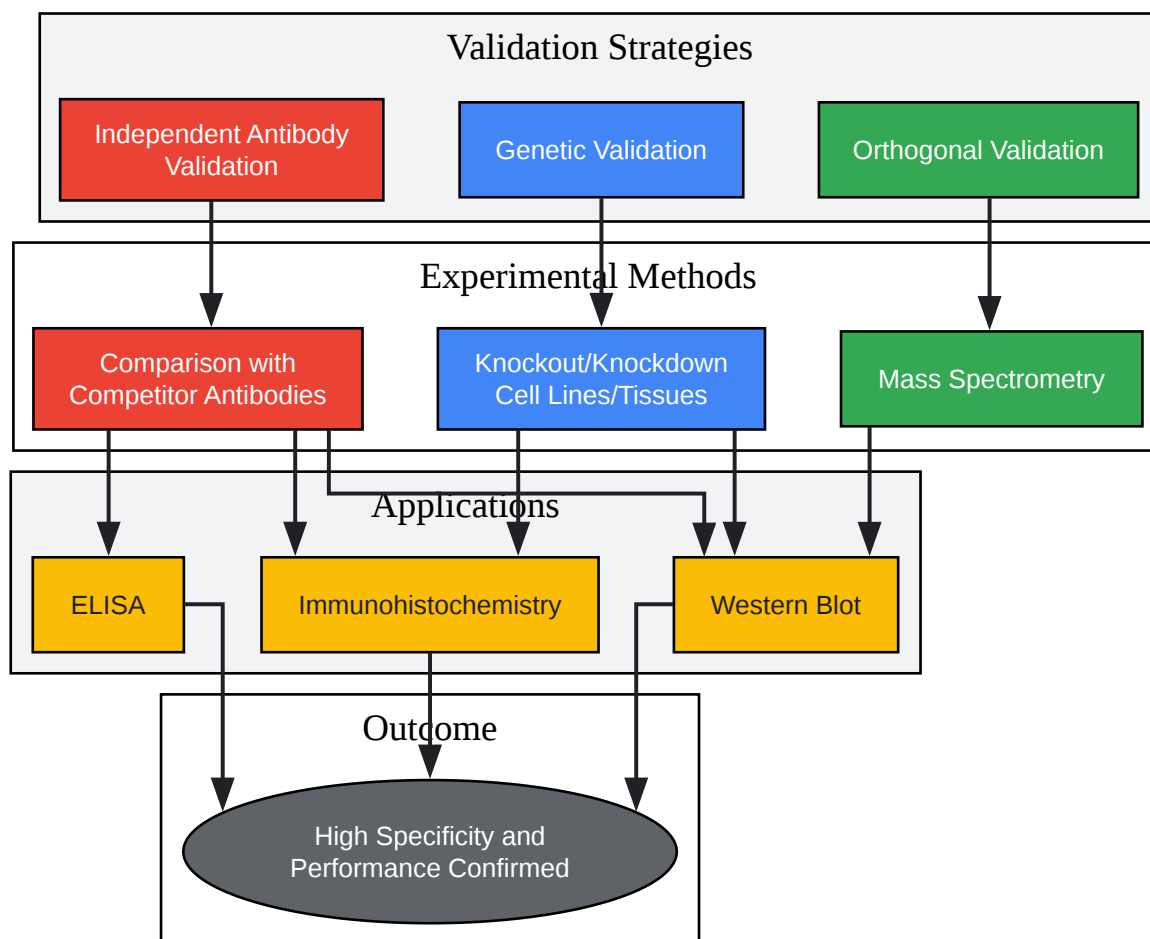 Validation Strategies
Independent Antibody
Validation
Genetic Validation
Orthogonal Validation
Experimental Methods
Comparison with
Competitor Antibodies
Knockout/Knockdown
Cell Lines/Tissues
Mass Spectrometry
Applications
ELISA
Immunohistochemistry
Western Blot
Outcome
High Specificity and
Performance Confirmed